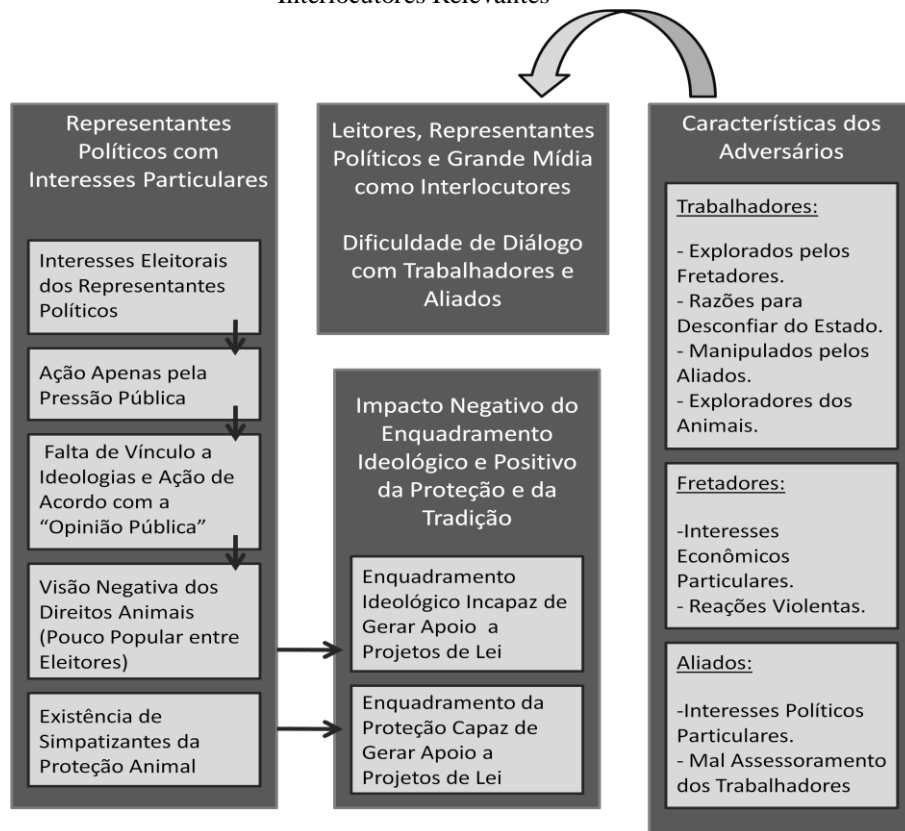 Interlocutores Relevantes
Representantes
Políticos com
Interesses Particulares
Interesses Eleitorais
dos Representantes
Políticos
Ação Apenas pela
Pressão Pública
Falta de Vínculo a
Ideologias e Ação de
Acordo com a
“Opinião Pública”
Visão Negativa dos
Direitos Animais
(Pouco Popular entre
Eleitores)
Existência de
Simpatizantes da
Proteção Animal
Leitores, Representantes
Políticos e Grande Mídia
como Interlocutores
Dificuldade de Diálogo
com Trabalhadores e
Aliados
Impacto Negativo do
Enquadramento
Ideológico e Positivo
da Proteção e da
Tradição
Enquadramento
Ideológico Incapaz de
Gerar Apoio a
Projetos de Lei
Enquadramento da
Proteção Capaz de
Gerar Apoio a
Projetos de Lei
Características dos
Adversários
Trabalhadores:
- Explorados pelos
Fretadores.
- Razões para
Desconfiar do Estado.
- Manipulados pelos
Aliados.
- Exploradores dos
Animais.
Fretadores:
-Interesses
Econômicos
Particulares.
- Reações Violentas.
Aliados:
-Interesses Políticos
Particulares.
- Mal Assessoramento
dos Trabalhadores